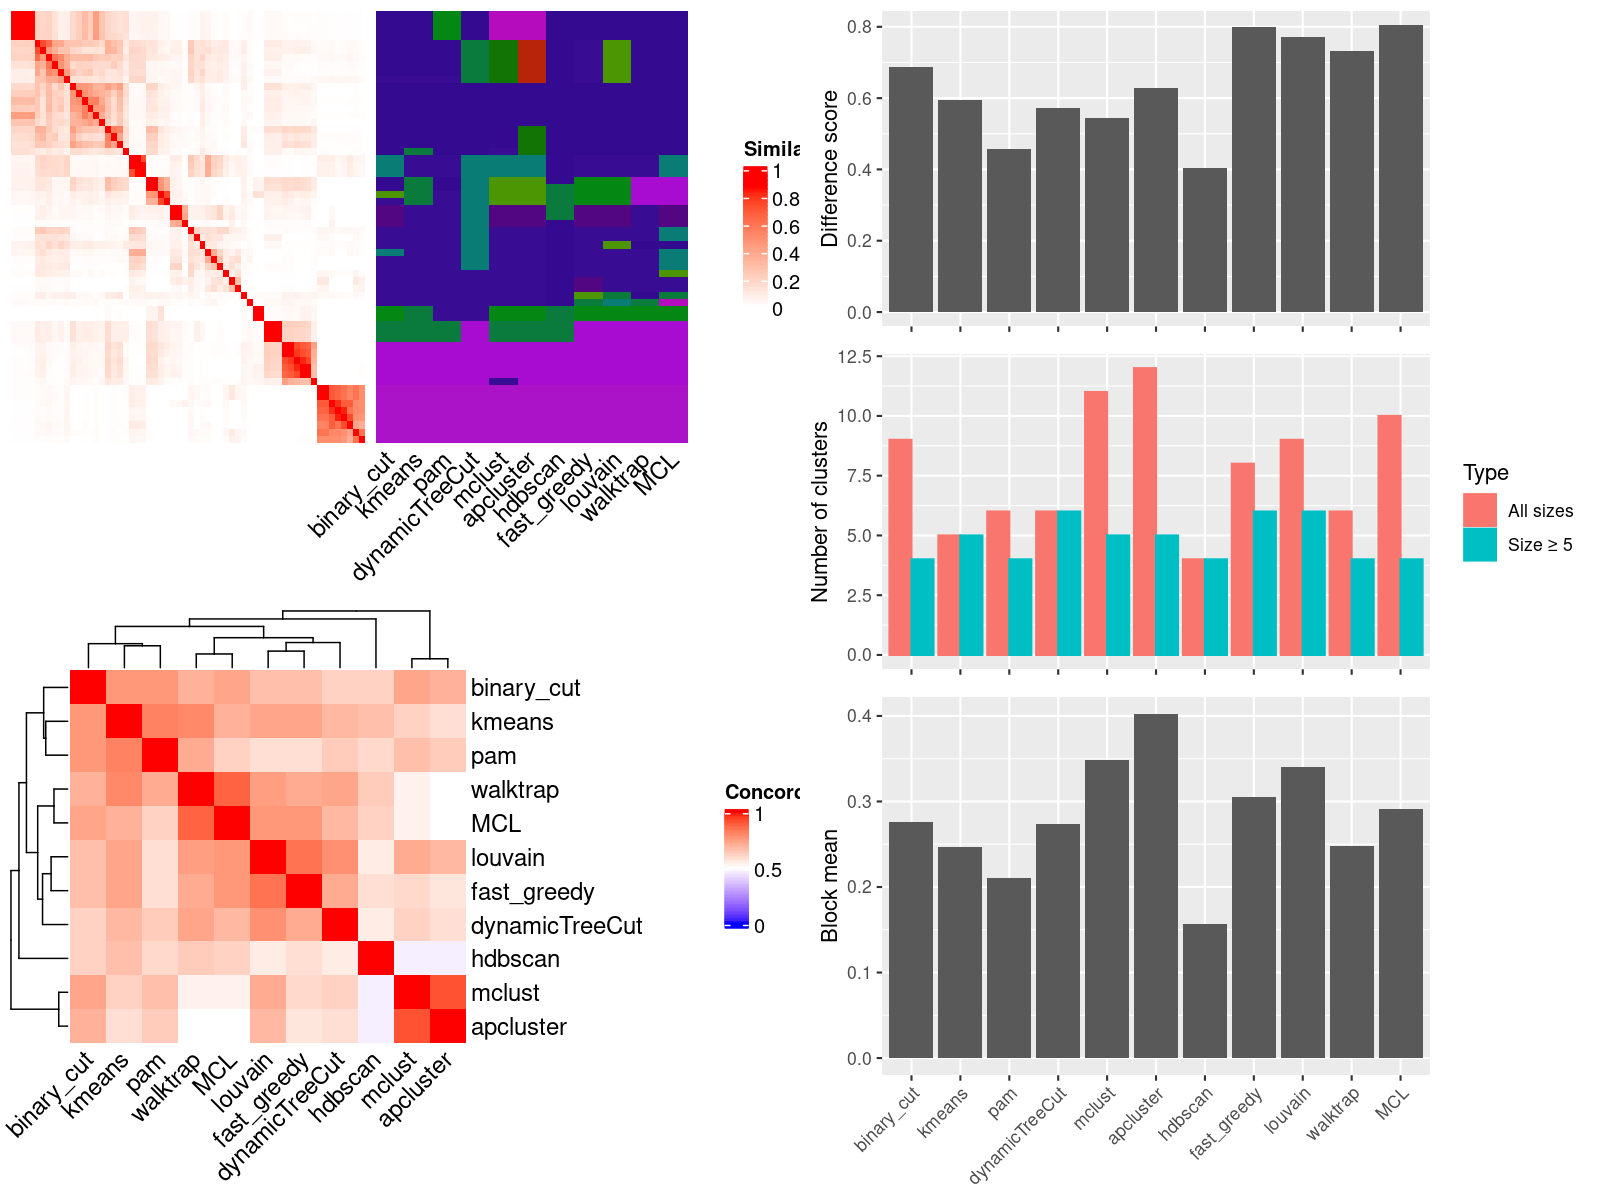 Simila
1
0.8
0.6
0.4
0.2
0
binary_cut
kmeans
pam
dynamicTreeCut
mclust
apcluster
hdbscan
fast_greedy
louvain
walktrap
MCL
binary_cut
kmeans
pam
walktrap
MCL
louvain
fast_greedy
dynamicTreeCut
hdbscan
mclust
apcluster
Concord
1
0.5
0
binary_cut
kmeans
pam
walktrap
MCL
louvain
fast_greedy
dynamicTreeCut
hdbscan
mclust
apcluster
Difference score
0.8
0.6
0.4
0.2
0.0
Number of clusters
12.5
10.0
7.5
5.0
2.5
0.0
Type
All sizes
Size ≥ 5
Block mean
0.4
0.3
0.2
0.1
0.0
binary_cut
kmeans
pam
dynamicTreeCut
mclust
apcluster
hdbscan
fast_greedy
louvain
walktrap
MCL